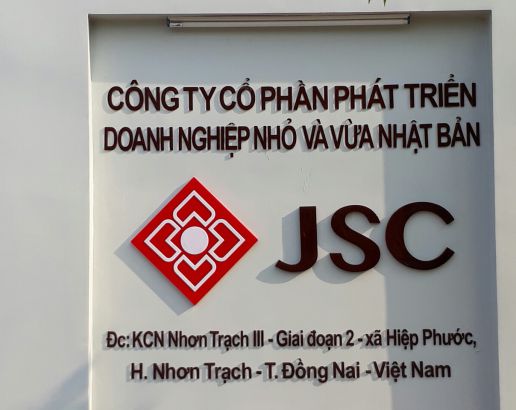 CÔNG TY CỔ PHẦN PHÁT TRIỂN
DOANH NGHIỆP NHỎ VÀ VỪA NHẬT BẢN
JSC
Đc: KCN Nhơn Trạch III - Giai đoạn 2 - xã Hiệp Phước,
H. Nhơn Trạch - T. Đồng Nai - Việt Nam